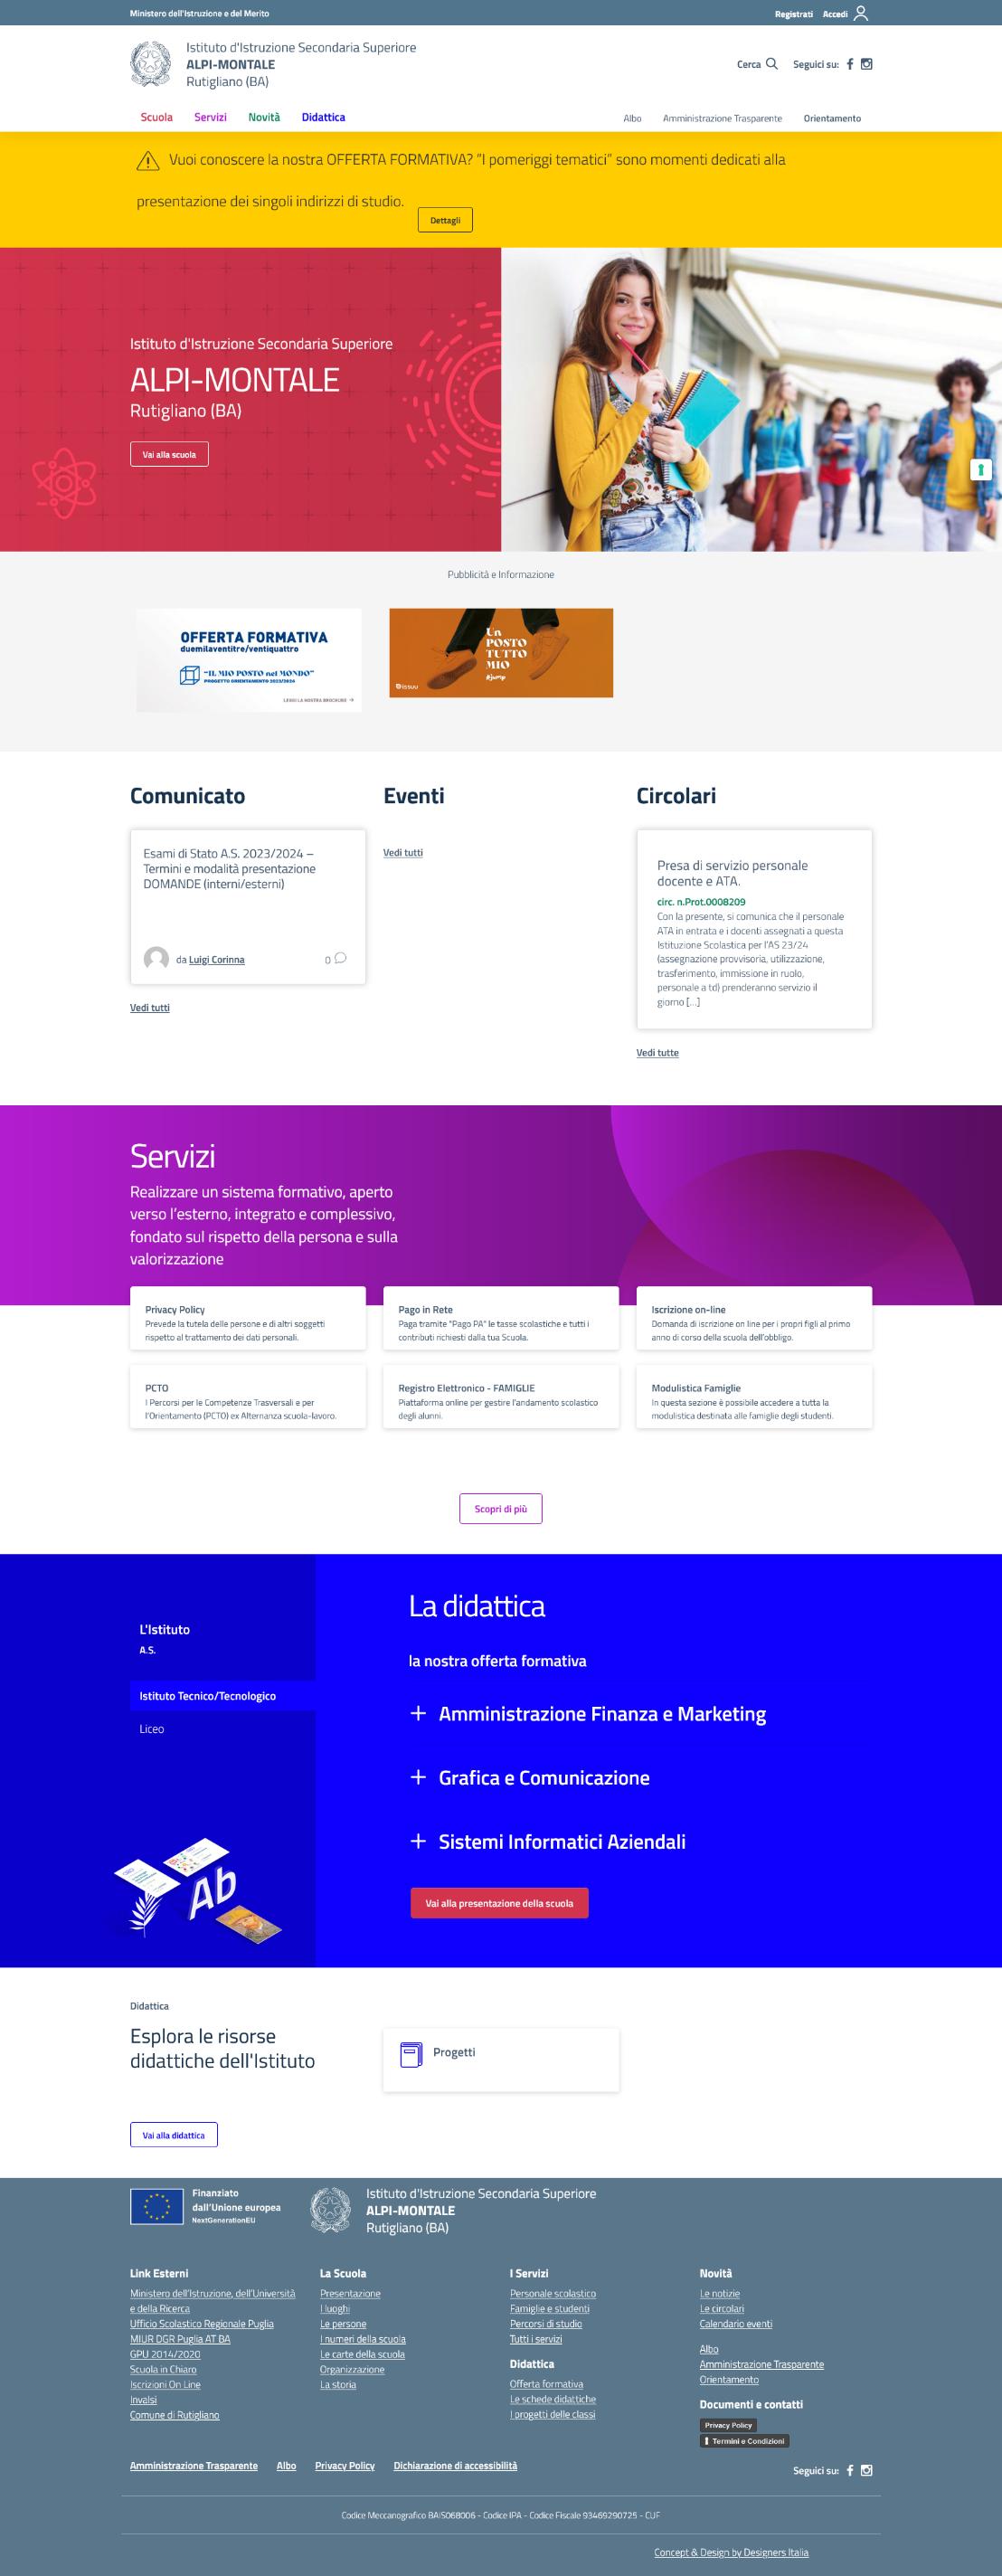 Ministero dell'Istruzione e del Merito
Registrati Accedi
Istituto d'Istruzione Secondaria Superiore
ALPI-MONTALE
Rutigliano (BA)
Cerca Seguici su:
Scuola Servizi Novità Didattica
Albo Amministrazione Trasparente Orientamento
Vuoi conoscere la nostra OFFERTA FORMATIVA? "I pomeriggi tematici" sono momenti dedicati alla
presentazione dei singoli indirizzi di studio.
Dettagli
Istituto d'Istruzione Secondaria Superiore
ALPI-MONTALE
Rutigliano (BA)
Vai alla scuola
Pubblicità e Informazione
OFFERTA FORMATIVA
duemilaventitre/ventiquattro
"IL MIO POSTO nel MONDO"
PROGETTO ORIENTAMENTO 2023/2024
LEGGI LA NOSTRA BROCHURE
Un
POSTO
TUTTO
MIO
@jump
issuu
Comunicato
Esami di Stato A.S. 2023/2024 –
Termini e modalità presentazione
DOMANDE (interni/esterni)
da Luigi Corinna
0
Vedi tutti
Eventi
Vedi tutti
Circolari
Presa di servizio personale
docente e ATA.
circ. n.Prot.0008209
Con la presente, si comunica che il personale
ATA in entrata e i docenti assegnati a questa
Istituzione Scolastica per l'AS 23/24
(assegnazione provvisoria, utilizzazione,
trasferimento, immissione in ruolo,
personale a td) prenderanno servizio il
giorno [...]
Vedi tutte
Servizi
Realizzare un sistema formativo, aperto
verso l'esterno, integrato e complessivo,
fondato sul rispetto della persona e sulla
valorizzazione
Privacy Policy
Prevede la tutela delle persone e di altri soggetti
rispetto al trattamento dei dati personali.
Pago in Rete
Paga tramite "Pago PA" le tasse scolastiche e tutti i
contributi richiesti dalla tua Scuola.
Iscrizione on-line
Domanda di iscrizione on line per i propri figli al primo
anno di corso della scuola dell'obbligo.
PCTO
I Percorsi per le Competenze Trasversali e per
l'Orientamento (PCTO) ex Alternanza scuola-lavoro.
Registro Elettronico - FAMIGLIE
Piattaforma online per gestire l'andamento scolastico
degli alunni.
Modulistica Famiglie
In questa sezione è possibile accedere a tutta la
modulistica destinata alle famiglie degli studenti.
Scopri di più
L'Istituto
A.S.
Istituto Tecnico/Tecnologico
Liceo
Ab
La didattica
la nostra offerta formativa
Amministrazione Finanza e Marketing
Grafica e Comunicazione
Sistemi Informatici Aziendali
Vai alla presentazione della scuola
Didattica
Esplora le risorse
didattiche dell'Istituto
Progetti
Vai alla didattica
Finanziato
dall'Unione europea
NextGenerationEU
Istituto d'Istruzione Secondaria Superiore
ALPI-MONTALE
Rutigliano (BA)
Link Esterni
Ministero dell'Istruzione, dell'Università
e della Ricerca
Ufficio Scolastico Regionale Puglia
MIUR DGR Puglia AT BA
GPU 2014/2020
Scuola in Chiaro
Iscrizioni On Line
Invalsi
Comune di Rutigliano
La Scuola
Presentazione
I luoghi
Le persone
I numeri della scuola
Le carte della scuola
Organizzazione
La storia
I Servizi
Personale scolastico
Famiglie e studenti
Percorsi di studio
Tutti i servizi
Didattica
Offerta formativa
Le schede didattiche
I progetti delle classi
Novità
Le notizie
Le circolari
Calendario eventi
Albo
Amministrazione Trasparente
Orientamento
Documenti e contatti
Privacy Policy
Termini e Condizioni
Amministrazione Trasparente Albo Privacy Policy Dichiarazione di accessibilità
Seguici su:
Codice Meccanografico BAIS068006 - Codice IPA - Codice Fiscale 93469290725 - CUF
Concept & Design by Designers Italia